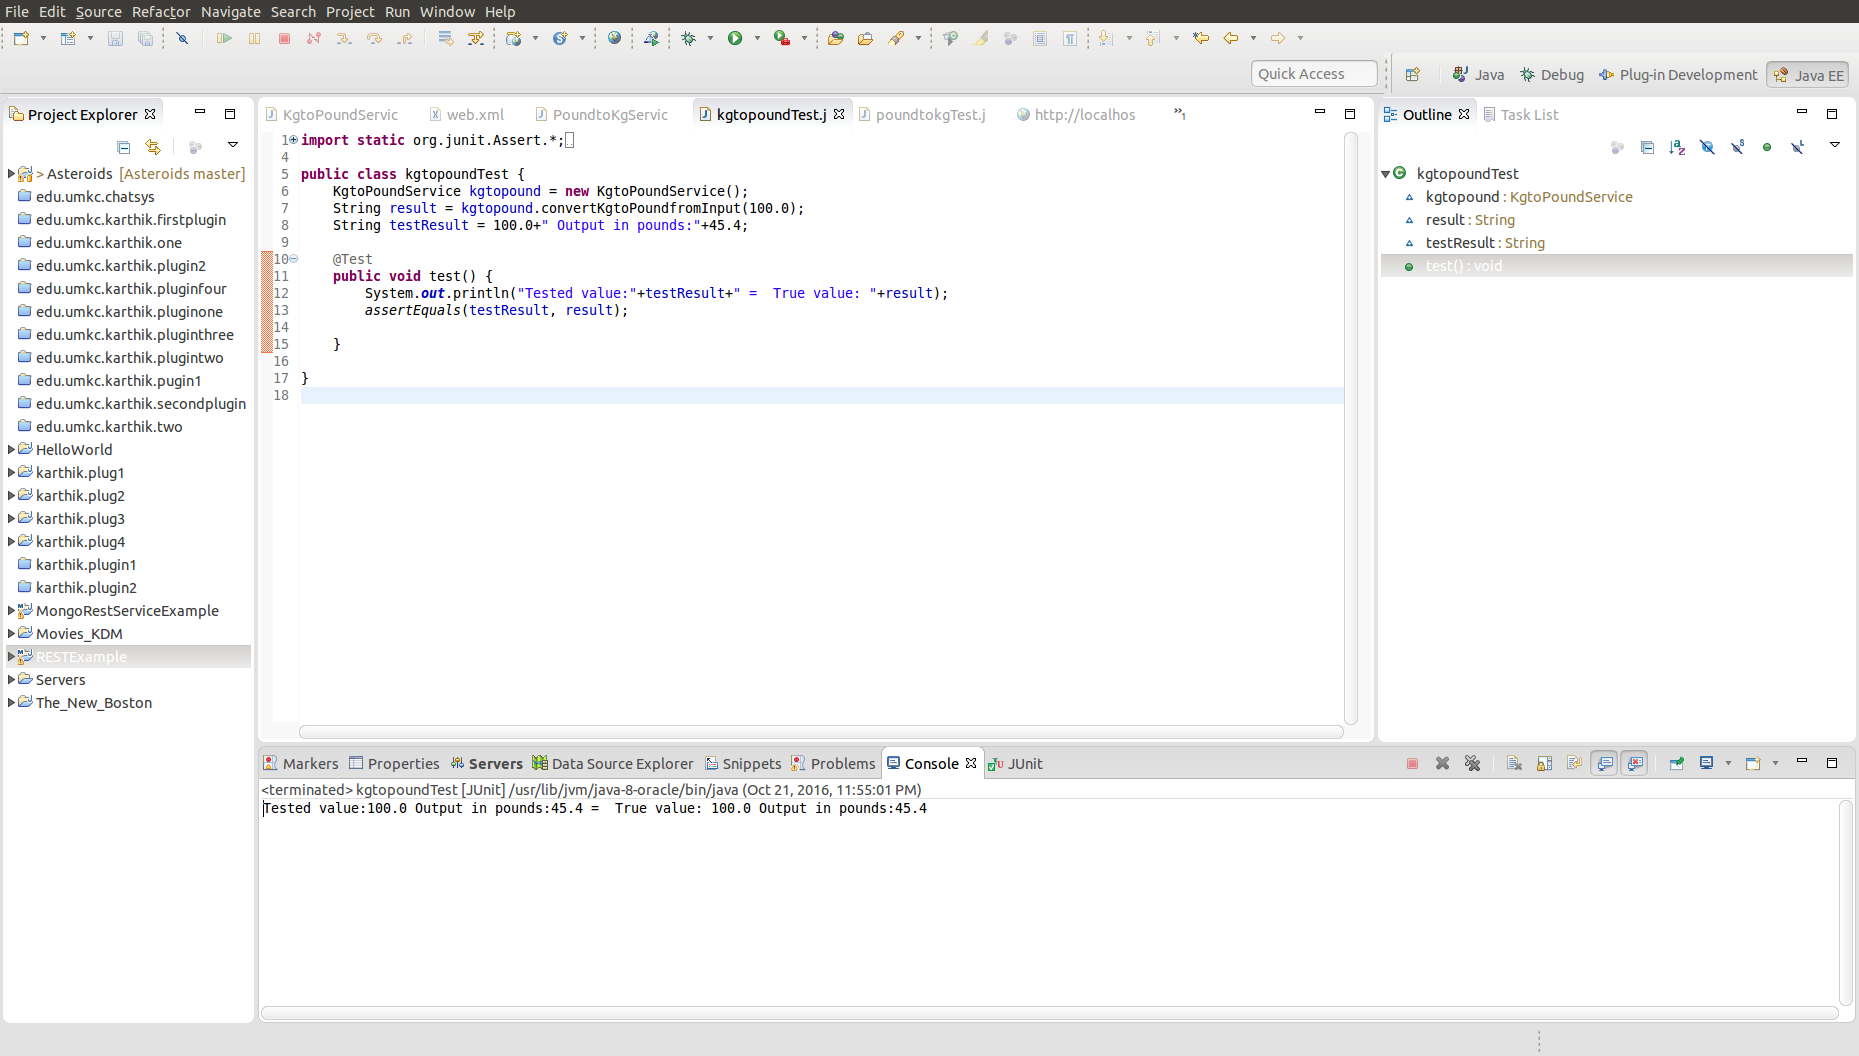 File Edit Source Refactor Navigate Search Project Run Window Help
Quick Access
Java
Debug
Plug-in Development
Java EE
Project Explorer
> Asteroids [Asteroids master]
edu.umkc.chatsys
edu.umkc.karthik.firstplugin
edu.umkc.karthik.one
edu.umkc.karthik.plugin2
edu.umkc.karthik.pluginfour
edu.umkc.karthik.pluginone
edu.umkc.karthik.pluginthree
edu.umkc.karthik.plugintwo
edu.umkc.karthik.pugin1
edu.umkc.karthik.secondplugin
edu.umkc.karthik.two
HelloWorld
karthik.plug1
karthik.plug2
karthik.plug3
karthik.plug4
karthik.plugin1
karthik.plugin2
MongoRestServiceExample
Movies_KDM
RESTExample
Servers
The_New_Boston
KgtoPoundServic
web.xml
PoundtoKgServic
kgtopoundTest.j
poundtokgTest.j
http://localhos
»1
1 import static org.junit.Assert.*;
4
5 public class kgtopoundTest {
6 KgtoPoundService kgtopound = new KgtoPoundService();
7 String result = kgtopound.convertKgtoPoundfromInput(100.0);
8 String testResult = 100.0+" Output in pounds:"+45.4;
9
10 @Test
11 public void test() {
12 System.out.println("Tested value:"+testResult+" =  True value: "+result);
13 assertEquals(testResult, result);
14
15 }
16
17 }
18
Outline
Task List
kgtopoundTest
kgtopound : KgtoPoundService
result : String
testResult : String
test() : void
Markers
Properties
Servers
Data Source Explorer
Snippets
Problems
Console
JUnit
<terminated> kgtopoundTest [JUnit] /usr/lib/jvm/java-8-oracle/bin/java (Oct 21, 2016, 11:55:01 PM)
Tested value:100.0 Output in pounds:45.4 =  True value: 100.0 Output in pounds:45.4